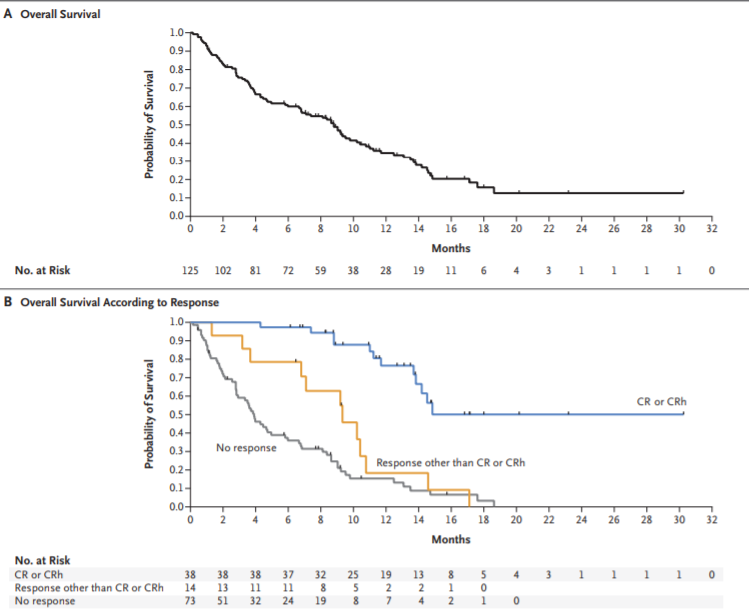 A Overall Survival
1.0
0.9
0.8
0.7
0.6
0.5
0.4
0.3
0.2
0.1
0.0
Probability of Survival
0 2 4 6 8 10 12 14 16 18 20 22 24 26 28 30 32
Months
No. at Risk 125 102 81 72 59 38 28 19 11 6 4 3 1 1 1 1 0
B Overall Survival According to Response
1.0
0.9
0.8
0.7
0.6
0.5
0.4
0.3
0.2
0.1
0.0
Probability of Survival
CR or CRh
No response
Response other than CR or CRh
0 2 4 6 8 10 12 14 16 18 20 22 24 26 28 30 32
Months
No. at Risk
CR or CRh 38 38 38 37 32 25 19 13 8 5 4 3 1 1 1 1 0
Response other than CR or CRh 14 13 11 11 8 5 2 2 1 0
No response 73 51 32 24 19 8 7 4 2 1 0